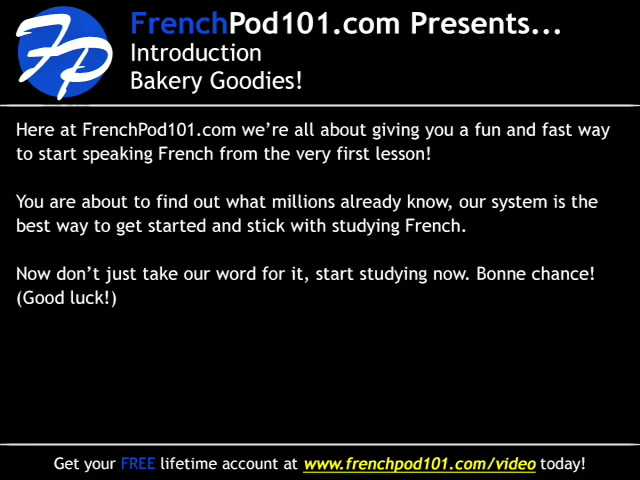 FP
FrenchPod101.com Presents...
Introduction
Bakery Goodies!
Here at FrenchPod101.com we're all about giving you a fun and fast way
to start speaking French from the very first lesson!
You are about to find out what millions already know, our system is the
best way to get started and stick with studying French.
Now don't just take our word for it, start studying now. Bonne chance!
(Good luck!)
Get your FREE lifetime account at www.frenchpod101.com/video today!